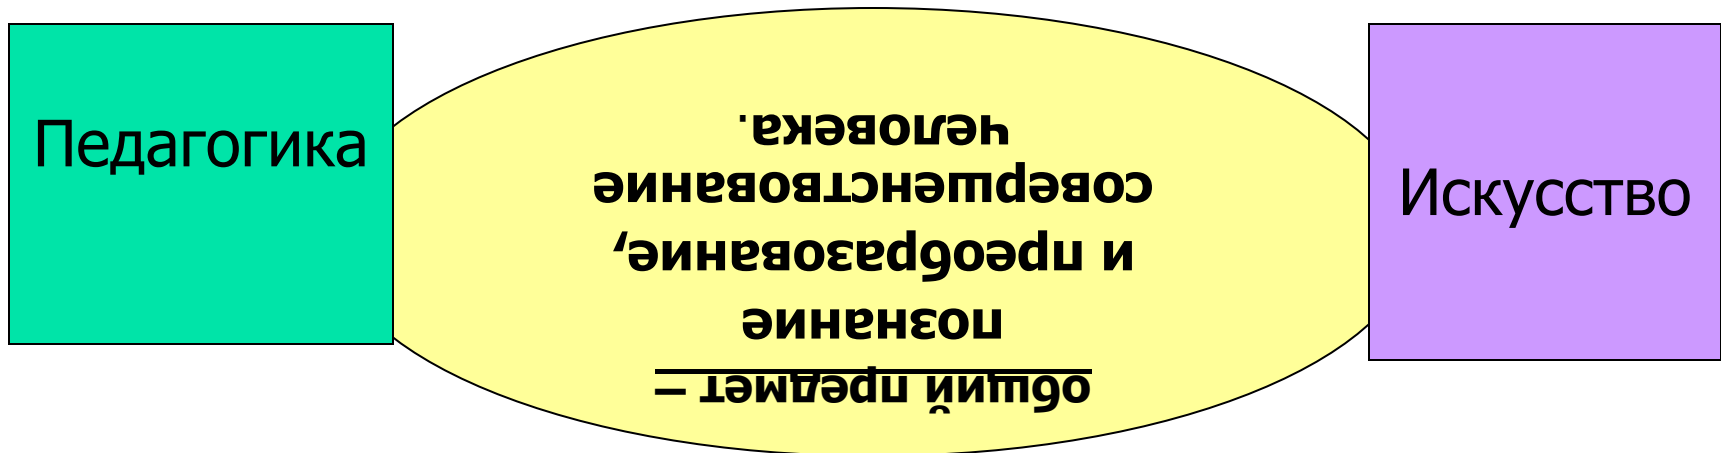 Педагогика
общий предмет –
познание
и преобразование,
совершенствование
человека.
Искусство